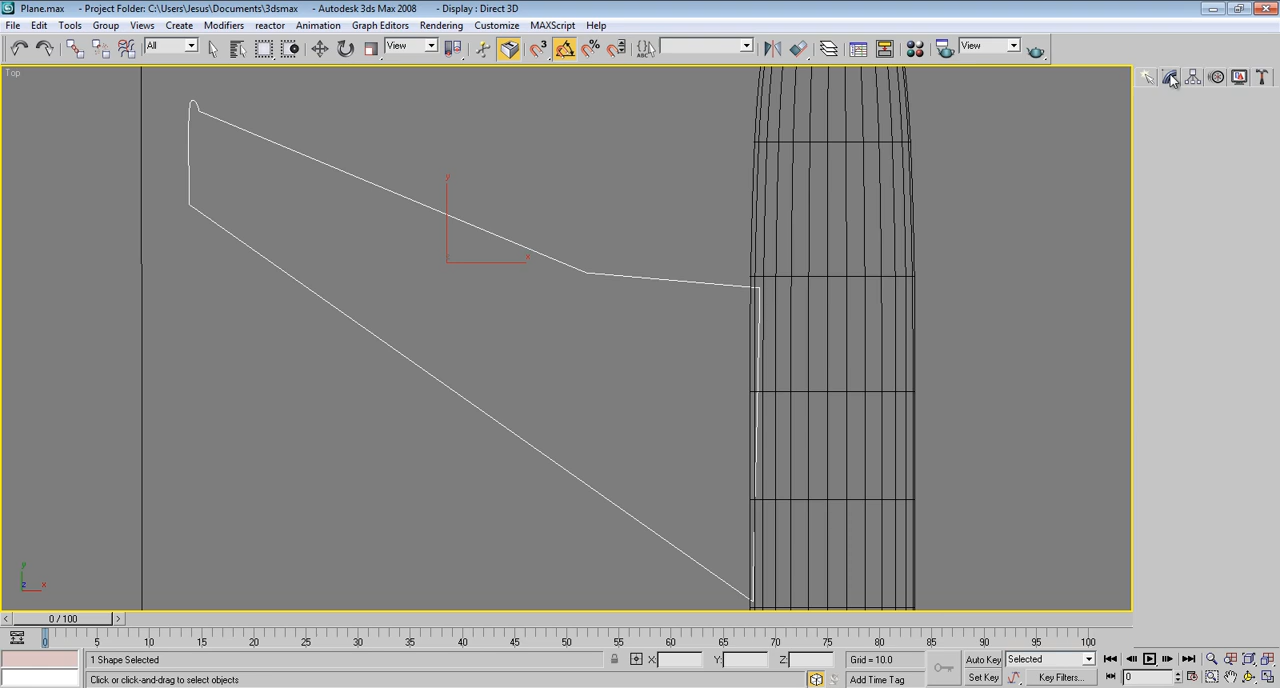 Plane.max - Project Folder: C:\Users\Jesus\Documents\3dsmax - Autodesk 3ds Max 2008 - Display : Direct 3D
File Edit Tools Group Views Create Modifiers reactor Animation Graph Editors Rendering Customize MAXScript Help
All View 3 % ABC View
Top
y
x
y
z x
< 0 / 100 >
0 5 10 15 20 25 30 35 40 45 50 55 60 65 70 75 80 85 90 95 100
1 Shape Selected X: Y: Z: Grid = 10.0 Auto Key Selected
Click or click-and-drag to select objects Add Time Tag Set Key Key Filters... 0